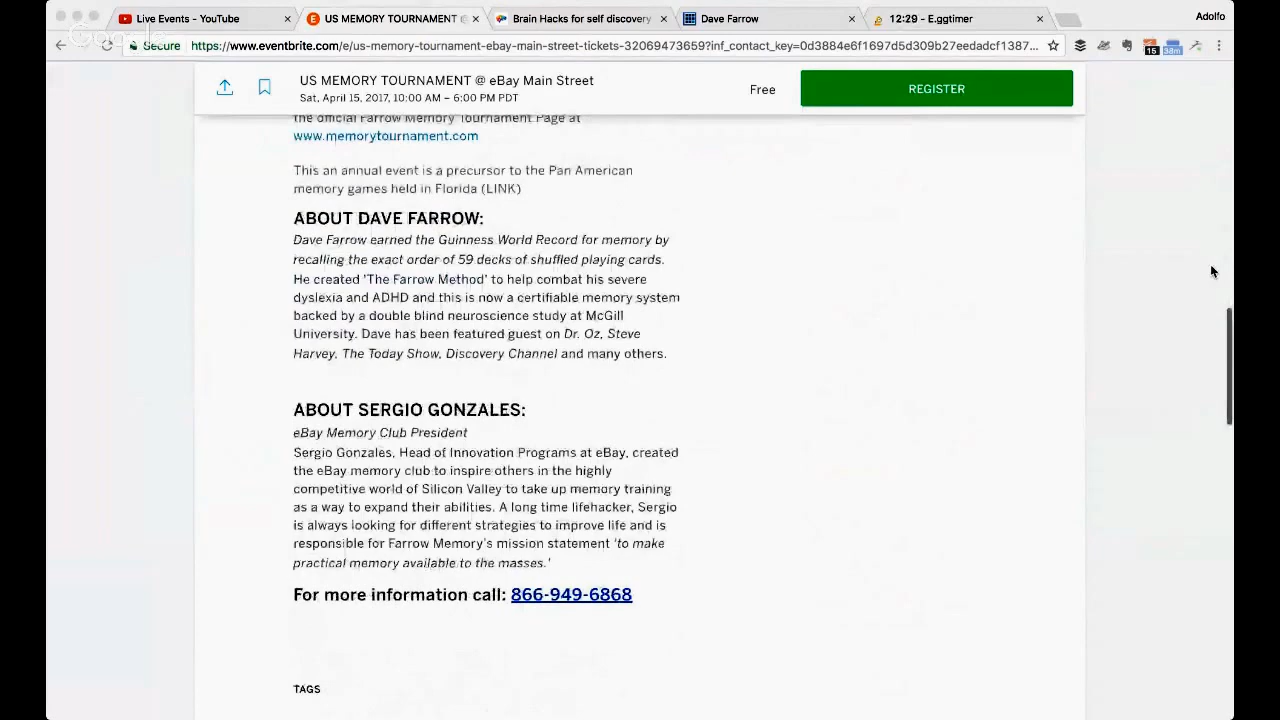 Live Events - YouTube
US MEMORY TOURNAMENT @
Brain Hacks for self discovery
Dave Farrow
12:29 - E.ggtimer
Adolfo
Google
Secure
https://www.eventbrite.com/e/us-memory-tournament-ebay-main-street-tickets-32069473659?inf_contact_key=0d38c4e6f1697d5d309b27eedadcf1387...
15
38m
US MEMORY TOURNAMENT @ eBay Main Street
Sat, April 15, 2017, 10:00 AM – 6:00 PM PDT
Free
REGISTER
the official Farrow Memory Tournament Page at
www.memorytournament.com
This an annual event is a precursor to the Pan American
memory games held in Florida (LINK)
ABOUT DAVE FARROW:
Dave Farrow earned the Guinness World Record for memory by
recalling the exact order of 59 decks of shuffled playing cards.
He created 'The Farrow Method' to help combat his severe
dyslexia and ADHD and this is now a certifiable memory system
backed by a double blind neuroscience study at McGill
University. Dave has been featured guest on Dr. Oz, Steve
Harvey, The Today Show, Discovery Channel and many others.
ABOUT SERGIO GONZALES:
eBay Memory Club President
Sergio Gonzales, Head of Innovation Programs at eBay, created
the eBay memory club to inspire others in the highly
competitive world of Silicon Valley to take up memory training
as a way to expand their abilities. A long time lifehacker, Sergio
is always looking for different strategies to improve life and is
responsible for Farrow Memory's mission statement 'to make
practical memory available to the masses.'
For more information call: 866-949-6868
TAGS